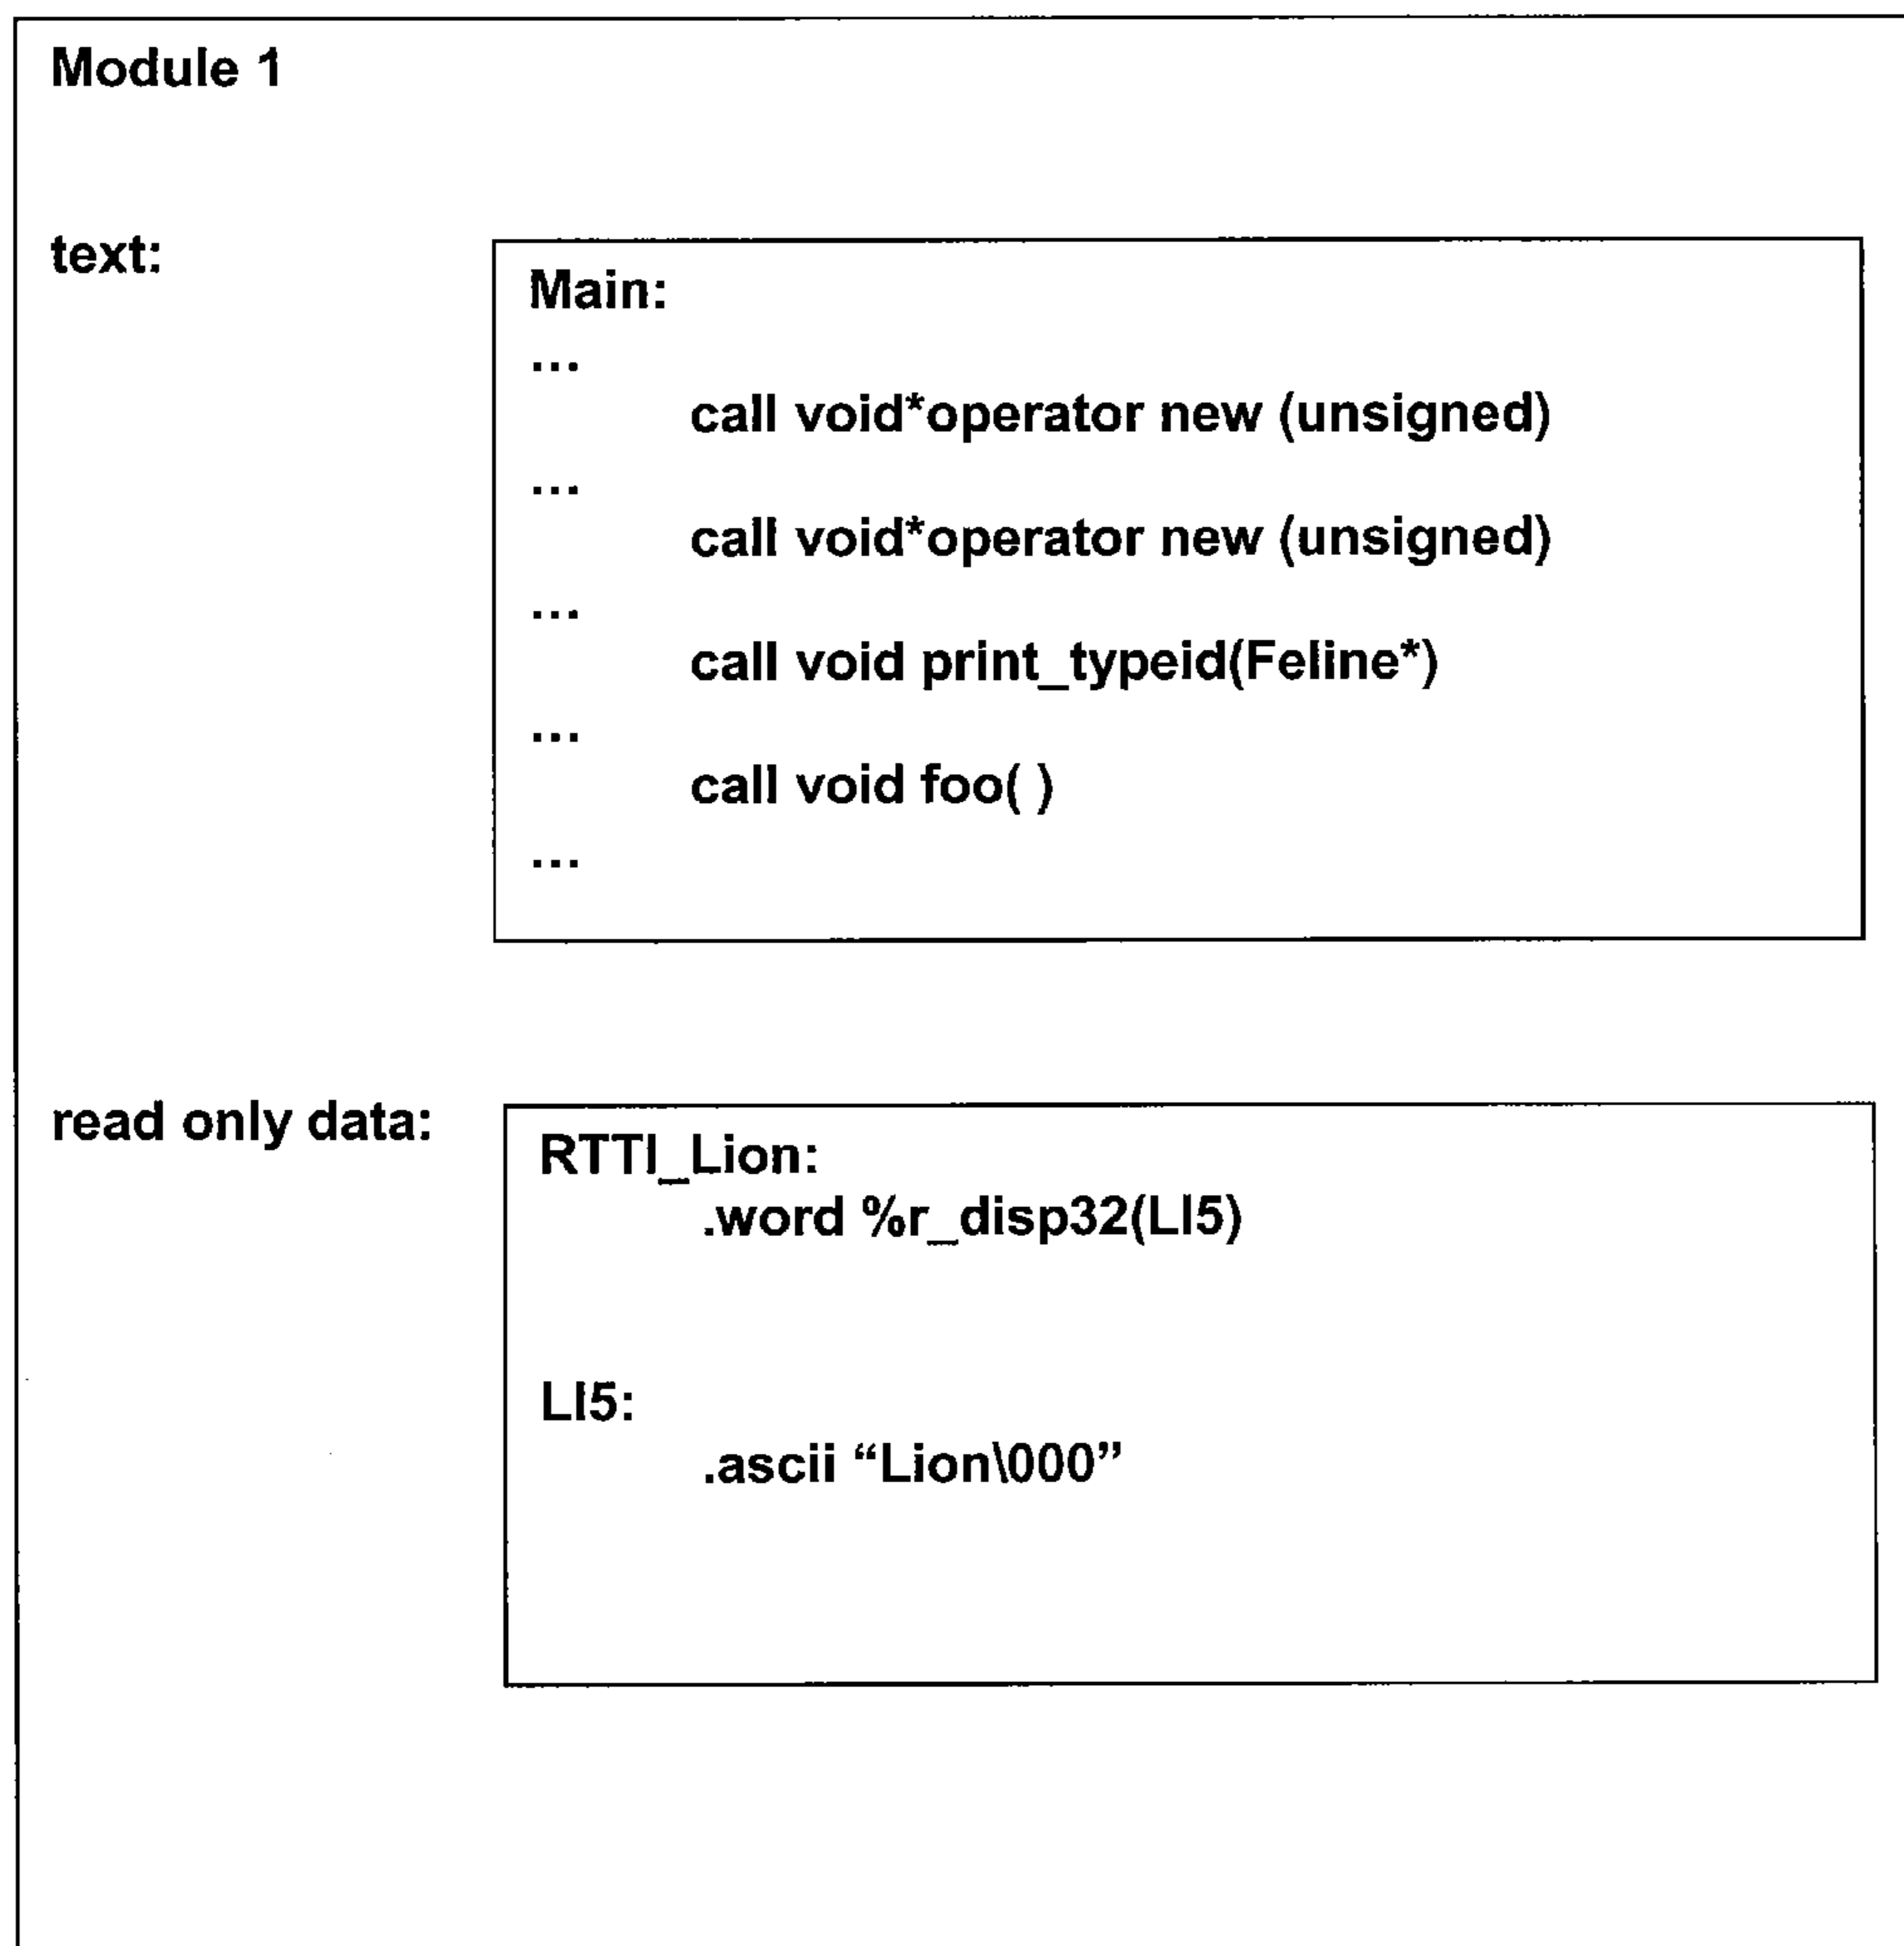 Module 1
text:
Main:
...
call void*operator new (unsigned)
...
call void*operator new (unsigned)
...
call void print_typeid(Feline*)
...
call void foo( )
...
read only data:
RTTI_Lion:
.word %r_disp32(LI5)
LI5:
.ascii “Lion\000”